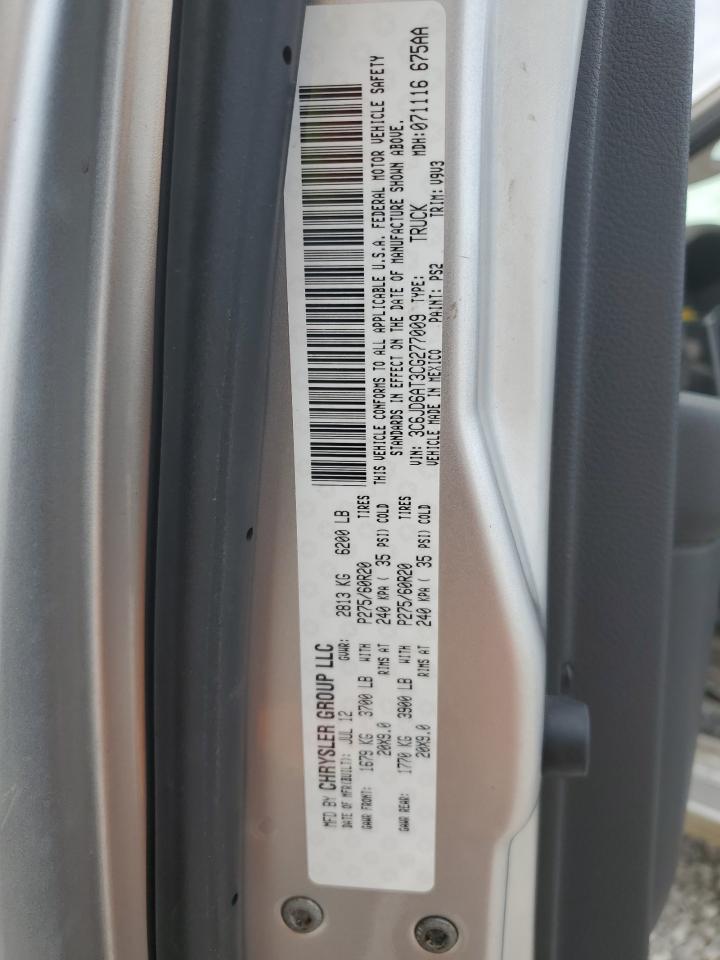 MFD BY CHRYSLER GROUP LLC
DATE OF MFR(BUILT): JUL 12 GVWR: 2813 KG 6200 LB
GAWR FRONT: 1679 KG 3700 LB WITH P275/60R20 TIRES
20X9.0 RIMS AT 240 KPA ( 35 PSI) COLD
GAWR REAR: 1770 KG 3900 LB WITH P275/60R20 TIRES
20X9.0 RIMS AT 240 KPA ( 35 PSI) COLD
THIS VEHICLE CONFORMS TO ALL APPLICABLE U.S.A. FEDERAL MOTOR VEHICLE SAFETY
STANDARDS IN EFFECT ON THE DATE OF MANUFACTURE SHOWN ABOVE.
VIN: 3C6JD6AT3CG277009 TYPE: TRUCK MDH:071116 675AA
VEHICLE MADE IN MEXICO PAINT: PS2 TRIM: V9V3